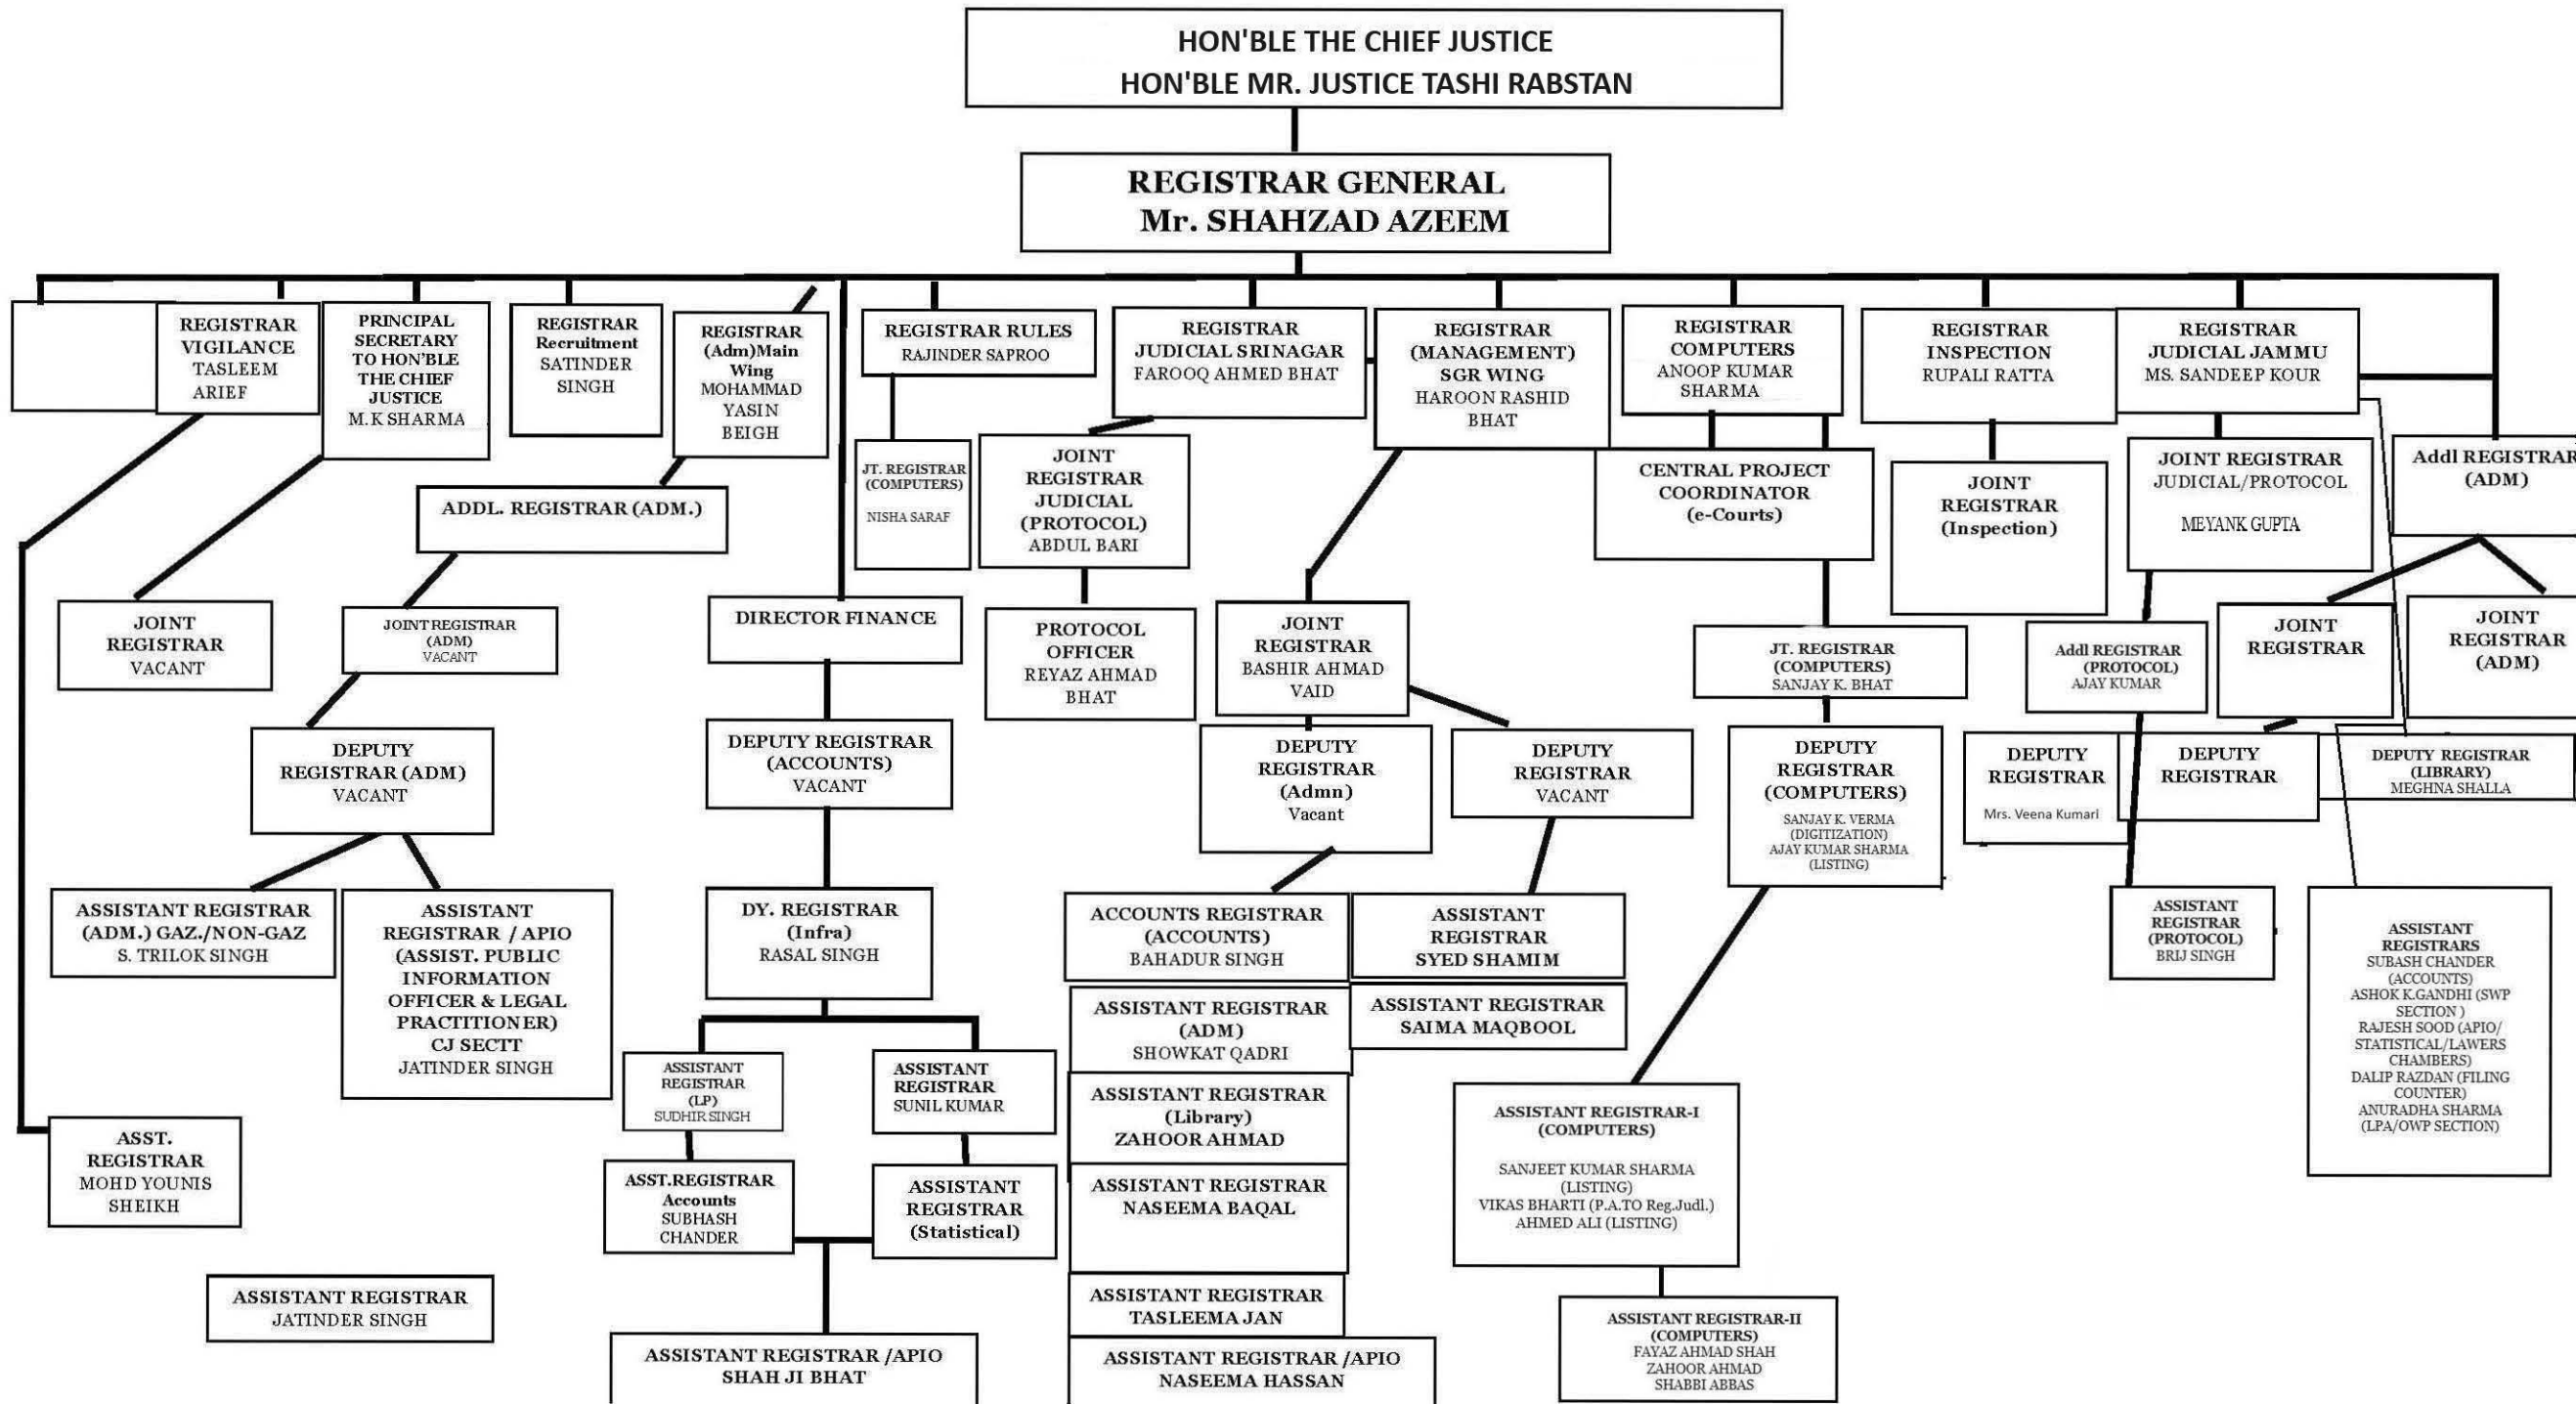 HON'BLE THE CHIEF JUSTICE
HON'BLE MR. JUSTICE TASHI RABSTAN
REGISTRAR GENERAL
Mr. SHAHZAD AZEEM
REGISTRAR
VIGILANCE
TASLEEM
ARIEF
PRINCIPAL
SECRETARY
TO HON'BLE
THE CHIEF
JUSTICE
M.K SHARMA
REGISTRAR
Recruitment
SATINDER
SINGH
REGISTRAR
(Adm)Main
Wing
MOHAMMAD
YASIN
BEIGH
REGISTRAR RULES
RAJINDER SAPROO
REGISTRAR
JUDICIAL SRINAGAR
FAROOQ AHMED BHAT
REGISTRAR
(MANAGEMENT)
SGR WING
HAROON RASHID
BHAT
REGISTRAR
COMPUTERS
ANOOP KUMAR
SHARMA
REGISTRAR
INSPECTION
RUPALI RATTA
REGISTRAR
JUDICIAL JAMMU
MS. SANDEEP KOUR
ADDL. REGISTRAR (ADM.)
JT. REGISTRAR
(COMPUTERS)
NISHA SARAF
JOINT
REGISTRAR
JUDICIAL
(PROTOCOL)
ABDUL BARI
CENTRAL PROJECT
COORDINATOR
(e-Courts)
JOINT
REGISTRAR
(Inspection)
JOINT REGISTRAR
JUDICIAL/PROTOCOL
MEYANK GUPTA
Addl REGISTRAR
(ADM)
JOINT
REGISTRAR
VACANT
JOINT REGISTRAR
(ADM)
VACANT
DIRECTOR FINANCE
PROTOCOL
OFFICER
REYAZ AHMAD
BHAT
JOINT
REGISTRAR
BASHIR AHMAD
VAID
JT. REGISTRAR
(COMPUTERS)
SANJAY K. BHAT
Addl REGISTRAR
(PROTOCOL)
AJAY KUMAR
JOINT
REGISTRAR
JOINT
REGISTRAR
(ADM)
DEPUTY
REGISTRAR (ADM)
VACANT
DEPUTY REGISTRAR
(ACCOUNTS)
VACANT
DEPUTY
REGISTRAR
(Admn)
Vacant
DEPUTY
REGISTRAR
VACANT
DEPUTY
REGISTRAR
(COMPUTERS)
SANJAY K. VERMA
(DIGITIZATION)
AJAY KUMAR SHARMA
(LISTING)
DEPUTY
REGISTRAR
Mrs. Veena KumarI
DEPUTY
REGISTRAR
DEPUTY REGISTRAR
(LIBRARY)
MEGHNA SHALLA
ASSISTANT REGISTRAR
(ADM.) GAZ./NON-GAZ
S. TRILOK SINGH
ASSISTANT
REGISTRAR / APIO
(ASSIST. PUBLIC
INFORMATION
OFFICER & LEGAL
PRACTITIONER)
CJ SECTT
JATINDER SINGH
DY. REGISTRAR
(Infra)
RASAL SINGH
ACCOUNTS REGISTRAR
(ACCOUNTS)
BAHADUR SINGH
ASSISTANT
REGISTRAR
SYED SHAMIM
ASSISTANT
REGISTRAR
(PROTOCOL)
BRIJ SINGH
ASSISTANT
REGISTRARS
SUBASH CHANDER
(ACCOUNTS)
ASHOK K.GANDHI (SWP
SECTION )
RAJESH SOOD (APIO/
STATISTICAL/LAWERS
CHAMBERS)
DALIP RAZDAN (FILING
COUNTER)
ANURADHA SHARMA
(LPA/OWP SECTION)
ASSISTANT REGISTRAR
(ADM)
SHOWKAT QADRI
ASSISTANT REGISTRAR
SAIMA MAQBOOL
ASSISTANT
REGISTRAR
(LP)
SUDHIR SINGH
ASSISTANT
REGISTRAR
SUNIL KUMAR
ASSISTANT REGISTRAR
(Library)
ZAHOOR AHMAD
ASSISTANT REGISTRAR-I
(COMPUTERS)
SANJEET KUMAR SHARMA
(LISTING)
VIKAS BHARTI (P.A.TO Reg.Judl.)
AHMED ALI (LISTING)
ASST.
REGISTRAR
MOHD YOUNIS
SHEIKH
ASST.REGISTRAR
Accounts
SUBHASH
CHANDER
ASSISTANT
REGISTRAR
(Statistical)
ASSISTANT REGISTRAR
NASEEMA BAQAL
ASSISTANT REGISTRAR
JATINDER SINGH
ASSISTANT REGISTRAR
TASLEEMA JAN
ASSISTANT REGISTRAR-II
(COMPUTERS)
FAYAZ AHMAD SHAH
ZAHOOR AHMAD
SHABBI ABBAS
ASSISTANT REGISTRAR /APIO
SHAH JI BHAT
ASSISTANT REGISTRAR /APIO
NASEEMA HASSAN